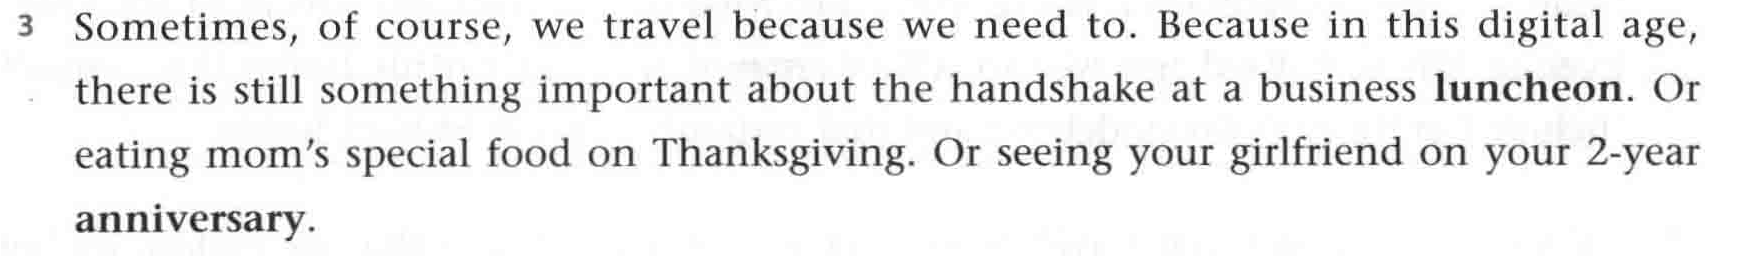 3 Sometimes, of course, we travel because we need to. Because in this digital age,
there is still something important about the handshake at a business luncheon. Or
eating mom's special food on Thanksgiving. Or seeing your girlfriend on your 2-year
anniversary.